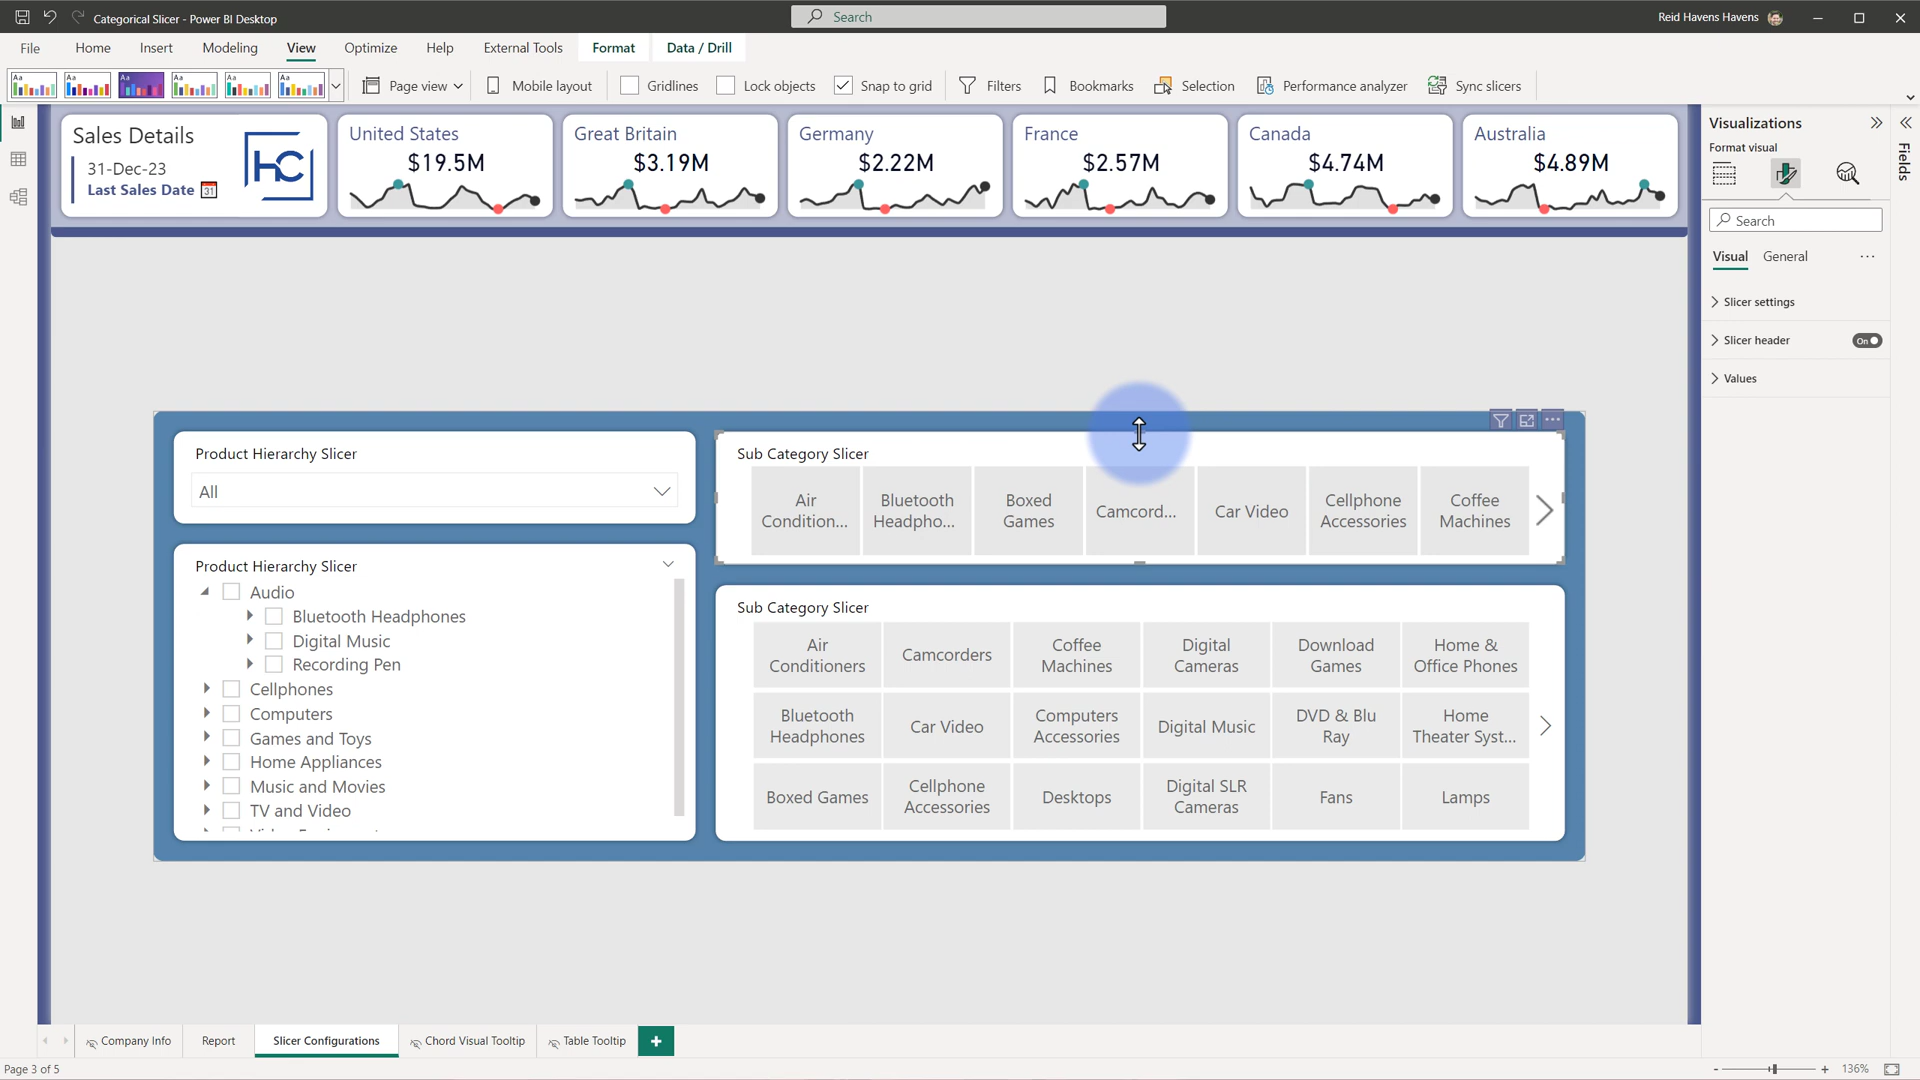 Categorical Slicer - Power BI Desktop
Search
Reid Havens Havens
File Home Insert Modeling View Optimize Help External Tools Format Data / Drill
Aa Aa Aa Aa Aa Aa
Page view Mobile layout Gridlines Lock objects Snap to grid Filters Bookmarks Selection Performance analyzer Sync slicers
Sales Details
31-Dec-23
Last Sales Date 31
HC
United States
$19.5M
Great Britain
$3.19M
Germany
$2.22M
France
$2.57M
Canada
$4.74M
Australia
$4.89M
Product Hierarchy Slicer
All
Product Hierarchy Slicer
Audio
Bluetooth Headphones
Digital Music
Recording Pen
Cellphones
Computers
Games and Toys
Home Appliances
Music and Movies
TV and Video
Sub Category Slicer
Air
Condition...
Bluetooth
Headpho...
Boxed
Games
Camcord...
Car Video
Cellphone
Accessories
Coffee
Machines
Sub Category Slicer
Air
Conditioners
Camcorders
Coffee
Machines
Digital
Cameras
Download
Games
Home &
Office Phones
Bluetooth
Headphones
Car Video
Computers
Accessories
Digital Music
DVD & Blu
Ray
Home
Theater Syst...
Boxed Games
Cellphone
Accessories
Desktops
Digital SLR
Cameras
Fans
Lamps
Visualizations
Format visual
Search
Visual General
Slicer settings
Slicer header On
Values
Fields
Company Info Report Slicer Configurations Chord Visual Tooltip Table Tooltip
Page 3 of 5
136%